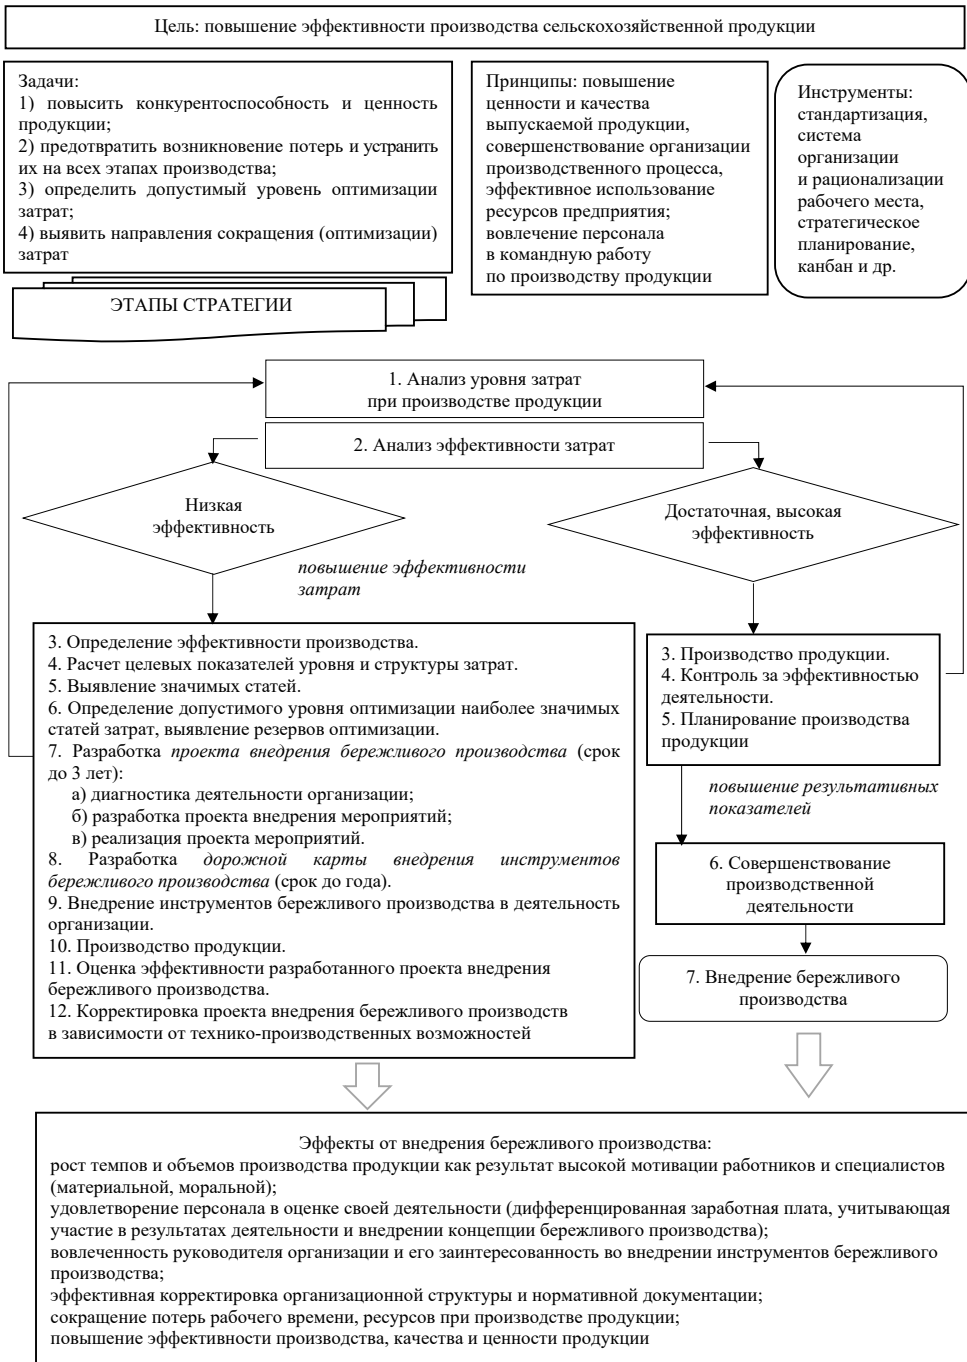 Цель: повышение эффективности производства сельскохозяйственной продукции
Задачи:
1) повысить конкурентоспособность и ценность
продукции;
2) предотвратить возникновение потерь и устранить
их на всех этапах производства;
3) определить допустимый уровень оптимизации
затрат;
4) выявить направления сокращения (оптимизации)
затрат
Принципы: повышение
ценности и качества
выпускаемой продукции,
совершенствование организации
производственного процесса,
эффективное использование
ресурсов предприятия;
вовлечение персонала
в командную работу
по производству продукции
Инструменты:
стандартизация,
система
организации
и рационализации
рабочего места,
стратегическое
планирование,
канбан и др.
ЭТАПЫ СТРАТЕГИИ
1. Анализ уровня затрат
при производстве продукции
2. Анализ эффективности затрат
Низкая
эффективность
Достаточная, высокая
эффективность
повышение эффективности
затрат
3. Определение эффективности производства.
4. Расчет целевых показателей уровня и структуры затрат.
5. Выявление значимых статей.
6. Определение допустимого уровня оптимизации наиболее значимых
статей затрат, выявление резервов оптимизации.
7. Разработка проекта внедрения бережливого производства (срок
до 3 лет):
а) диагностика деятельности организации;
б) разработка проекта внедрения мероприятий;
в) реализация проекта мероприятий.
8. Разработка дорожной карты внедрения инструментов
бережливого производства (срок до года).
9. Внедрение инструментов бережливого производства в деятельность
организации.
10. Производство продукции.
11. Оценка эффективности разработанного проекта внедрения
бережливого производства.
12. Корректировка проекта внедрения бережливого производств
в зависимости от технико-производственных возможностей
3. Производство продукции.
4. Контроль за эффективностью
деятельности.
5. Планирование производства
продукции
повышение результативных
показателей
6. Совершенствование
производственной
деятельности
7. Внедрение бережливого
производства
Эффекты от внедрения бережливого производства:
рост темпов и объемов производства продукции как результат высокой мотивации работников и специалистов
(материальной, моральной);
удовлетворение персонала в оценке своей деятельности (дифференцированная заработная плата, учитывающая
участие в результатах деятельности и внедрении концепции бережливого производства);
вовлеченность руководителя организации и его заинтересованность во внедрении инструментов бережливого
производства;
эффективная корректировка организационной структуры и нормативной документации;
сокращение потерь рабочего времени, ресурсов при производстве продукции;
повышение эффективности производства, качества и ценности продукции